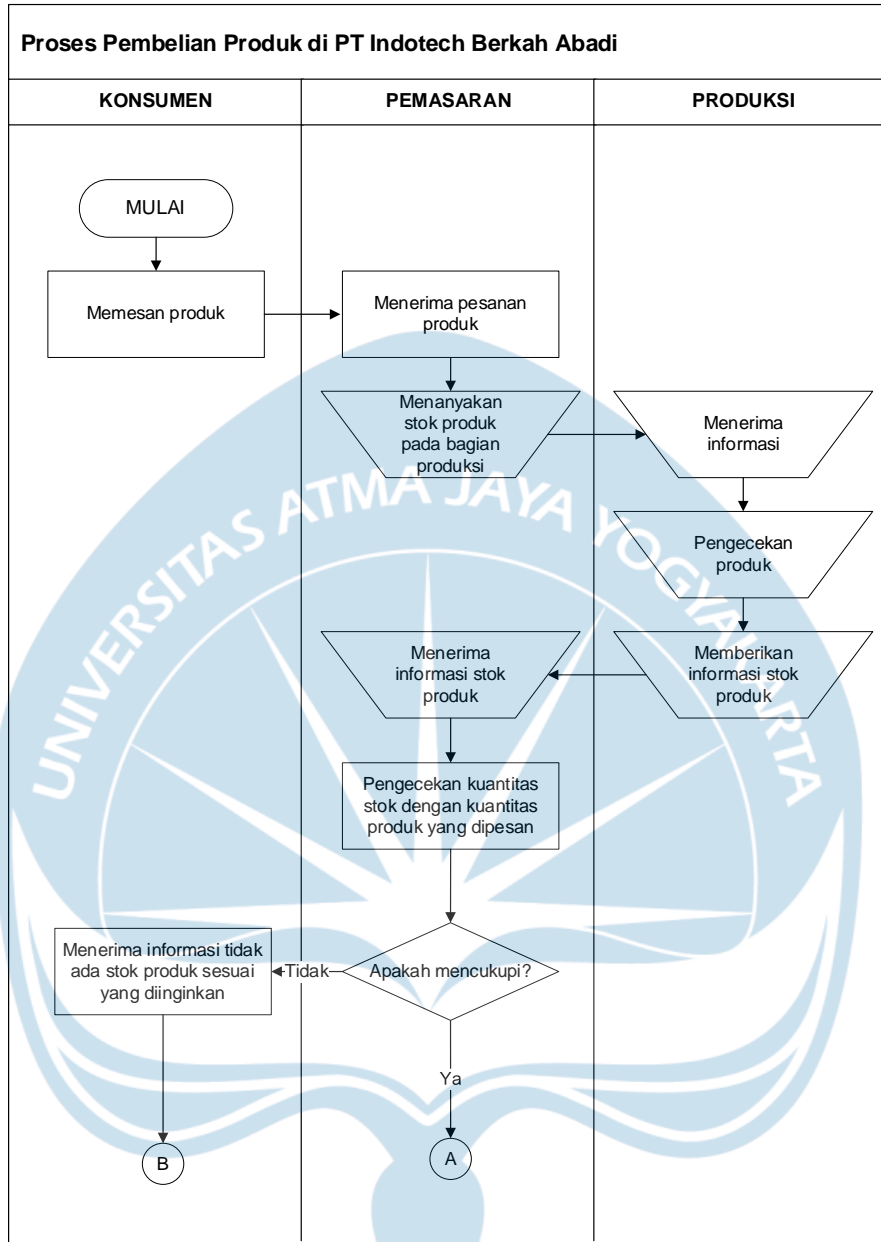 Proses Pembelian Produk di PT Indotech Berkah Abadi
KONSUMEN
PEMASARAN
PRODUKSI
MULAI
Memesan produk
Menerima pesanan
produk
Menanyakan
stok produk
pada bagian
produksi
Menerima
informasi
Pengecekan
produk
Menerima
informasi stok
produk
Memberikan
informasi stok
produk
Pengecekan kuantitas
stok dengan kuantitas
produk yang dipesan
Menerima informasi tidak
ada stok produk sesuai
yang diinginkan
Tidak
Apakah mencukupi?
Ya
B
A
UNIVERSITAS ATMA JAYA YOGYAKARTA